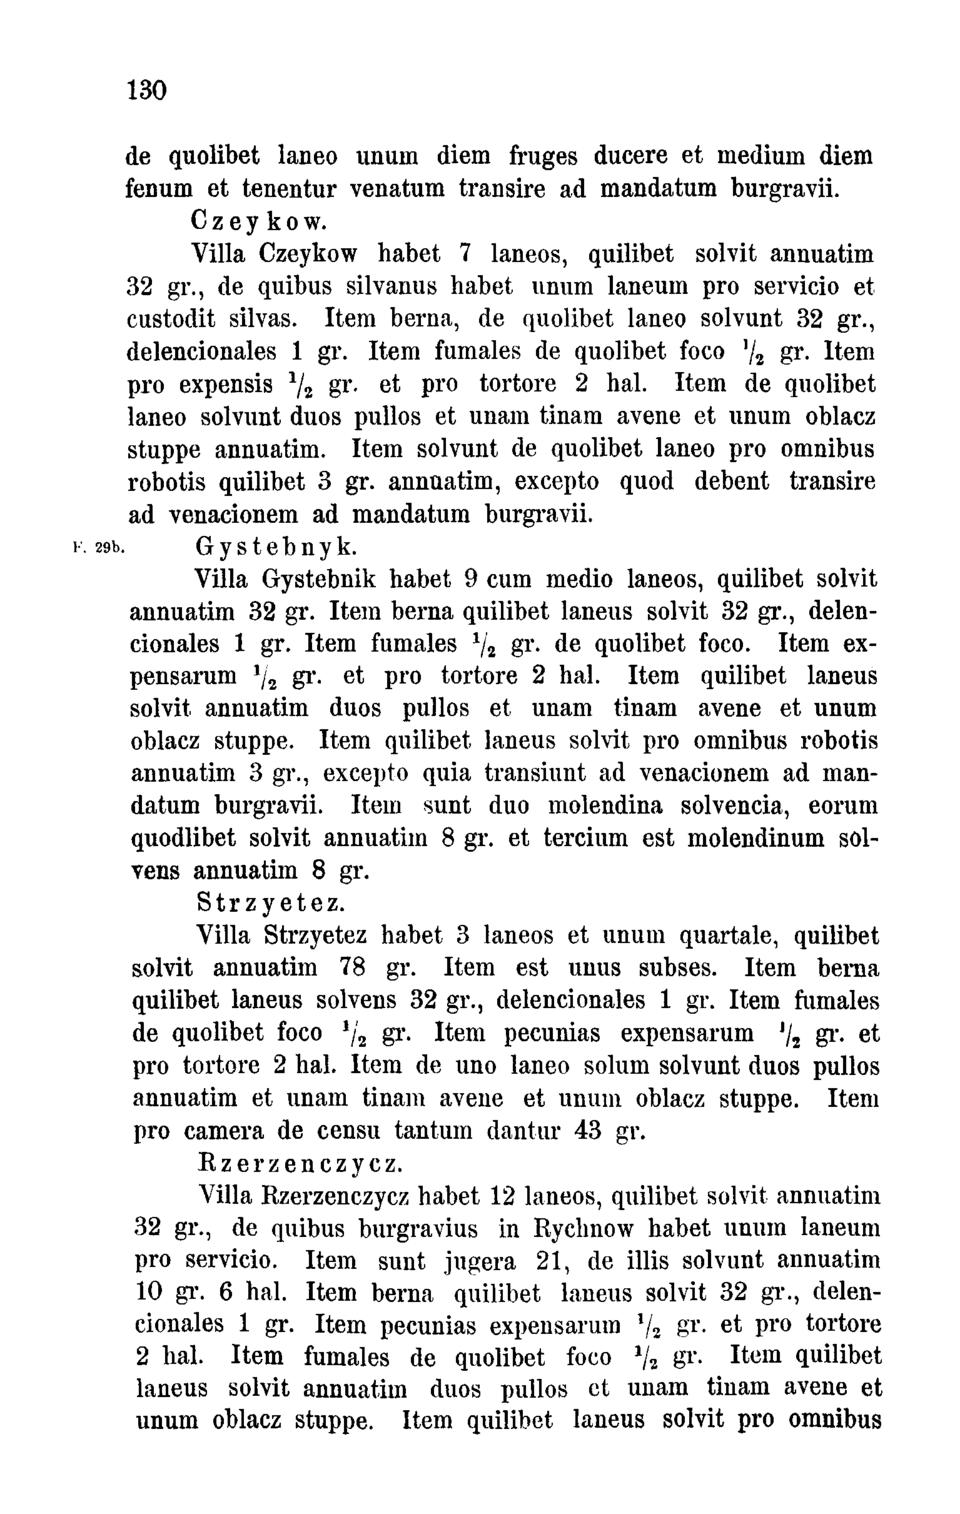 130
de quolibet laneo unum diem fruges ducere et medium diem
fenum et tenentur venatum transire ad mandatum burgravii.
Czeykow.
Villa Czeykow habet 7 laneos, quilibet solvit annuatim
32 gr., de quibus silvanus habet unum laneum pro servicio et
custodit silvas. Item berna, de quolibet laneo solvunt 32 gr.,
delencionales 1 gr. Item fumales de quolibet foco ½ gr. Item
pro expensis ½ gr. et pro tortore 2 hal. Item de quolibet
laneo solvunt duos pullos et unam tinam avene et unum oblacz
stuppe annuatim. Item solvunt de quolibet laneo pro omnibus
robotis quilibet 3 gr. annuatim, excepto quod debent transire
ad venacionem ad mandatum burgravii.
F. 29b. Gystebnyk.
Villa Gystebnik habet 9 cum medio laneos, quilibet solvit
annuatim 32 gr. Item berna quilibet laneus solvit 32 gr., delen-
cionales 1 gr. Item fumales ½ gr. de quolibet foco. Item ex-
pensarum ½ gr. et pro tortore 2 hal. Item quilibet laneus
solvit annuatim duos pullos et unam tinam avene et unum
oblacz stuppe. Item quilibet laneus solvit pro omnibus robotis
annuatim 3 gr., excepto quia transiunt ad venacionem ad man-
datum burgravii. Item sunt duo molendina solvencia, eorum
quodlibet solvit annuatim 8 gr. et tercium est molendinum sol-
vens annuatim 8 gr.
Strzyetez.
Villa Strzyetez habet 3 laneos et unum quartale, quilibet
solvit annuatim 78 gr. Item est unus subses. Item berna
quilibet laneus solvens 32 gr., delencionales 1 gr. Item fumales
de quolibet foco ½ gr. Item pecunias expensarum ½ gr. et
pro tortore 2 hal. Item de uno laneo solum solvunt duos pullos
annuatim et unam tinam avene et unum oblacz stuppe. Item
pro camera de censu tantum dantur 43 gr.
Rzerzenczycz.
Villa Rzerzenczycz habet 12 laneos, quilibet solvit annuatim
32 gr., de quibus burgravius in Rychnow habet unum laneum
pro servicio. Item sunt jugera 21, de illis solvunt annuatim
10 gr. 6 hal. Item berna quilibet laneus solvit 32 gr., delen-
cionales 1 gr. Item pecunias expensarum ½ gr. et pro tortore
2 hal. Item fumales de quolibet foco ½ gr. Item quilibet
laneus solvit annuatim duos pullos et unam tinam avene et
unum oblacz stuppe. Item quilibet laneus solvit pro omnibus